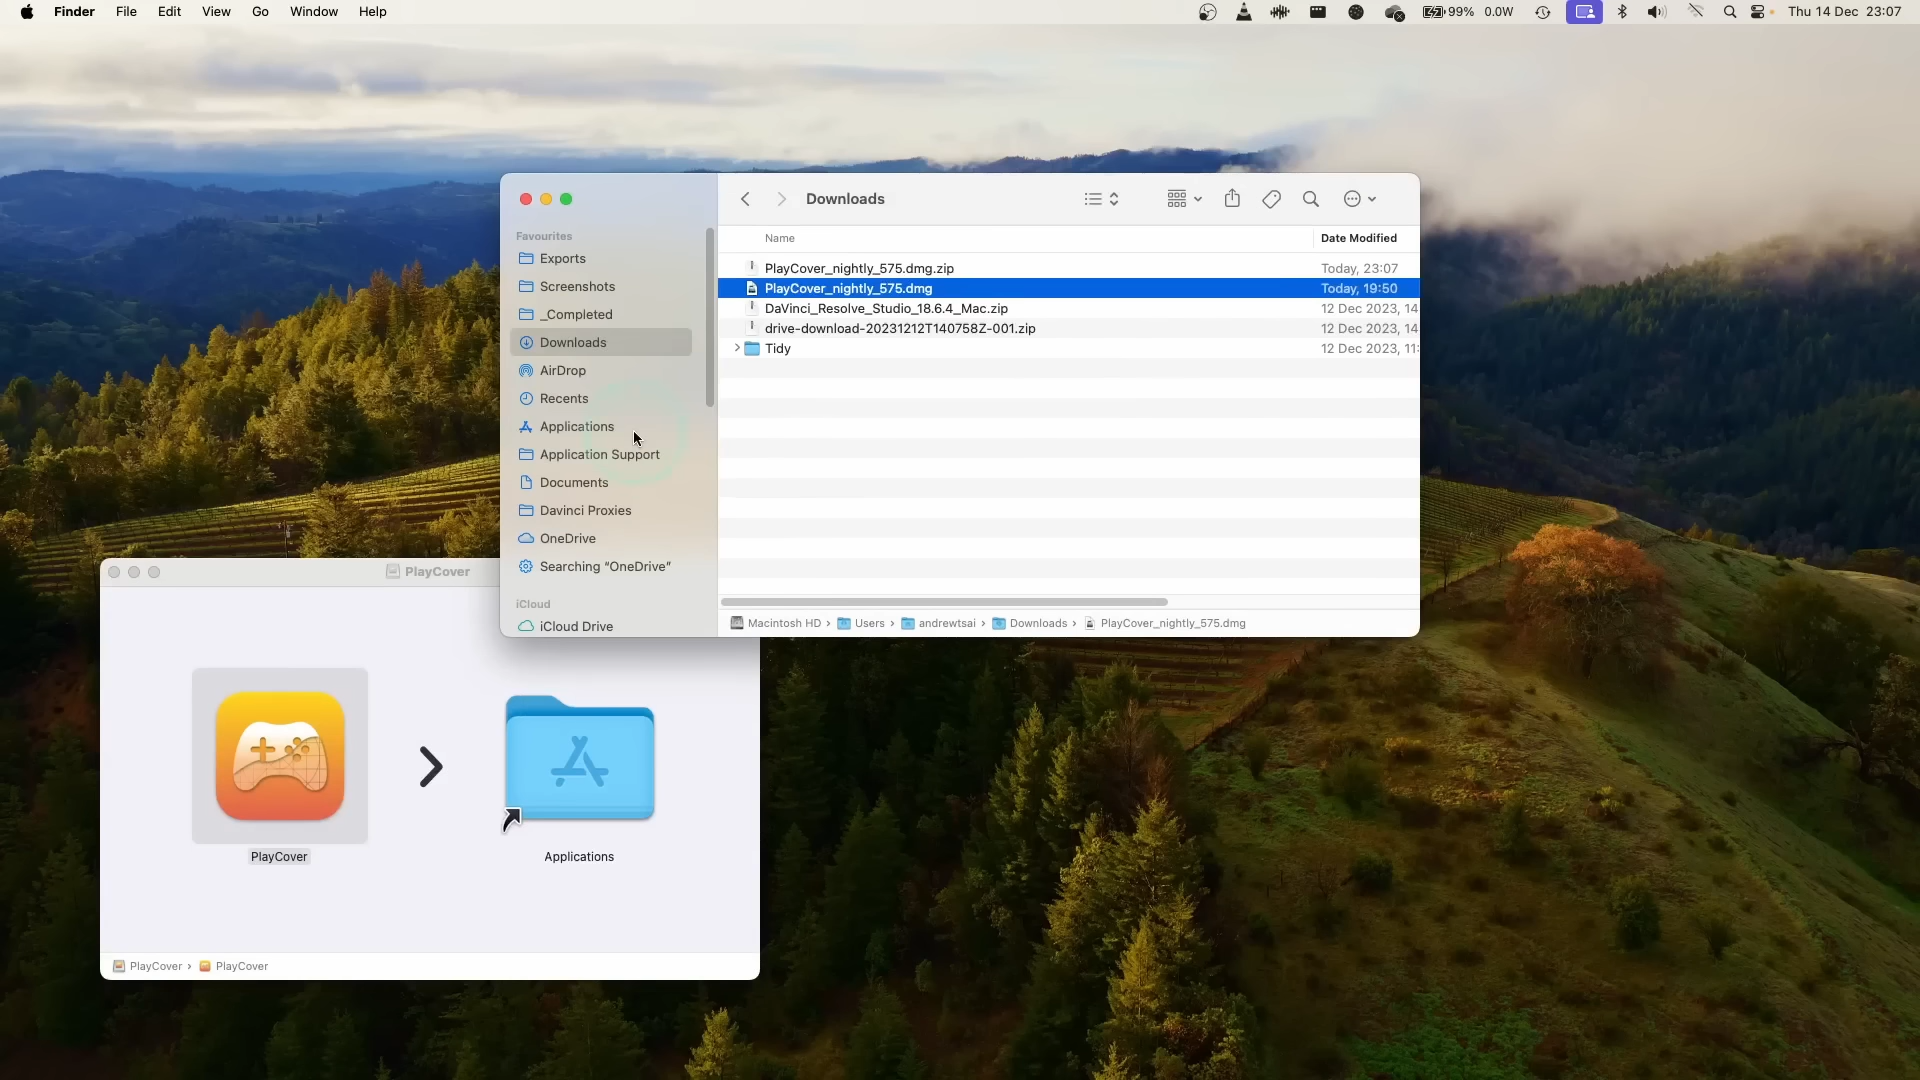 Finder File Edit View Go Window Help 99% 0.0W Thu 14 Dec 23:07
Downloads
Favourites
Exports
Screenshots
_Completed
Downloads
AirDrop
Recents
Applications
Application Support
Documents
Davinci Proxies
OneDrive
Searching “OneDrive”
iCloud
iCloud Drive
Name Date Modified
PlayCover_nightly_575.dmg.zip Today, 23:07
PlayCover_nightly_575.dmg Today, 19:50
DaVinci_Resolve_Studio_18.6.4_Mac.zip 12 Dec 2023, 14
drive-download-20231212T140758Z-001.zip 12 Dec 2023, 14
Tidy 12 Dec 2023, 11:
Macintosh HD › Users › andrewtsai › Downloads › PlayCover_nightly_575.dmg
PlayCover
PlayCover Applications
PlayCover › PlayCover